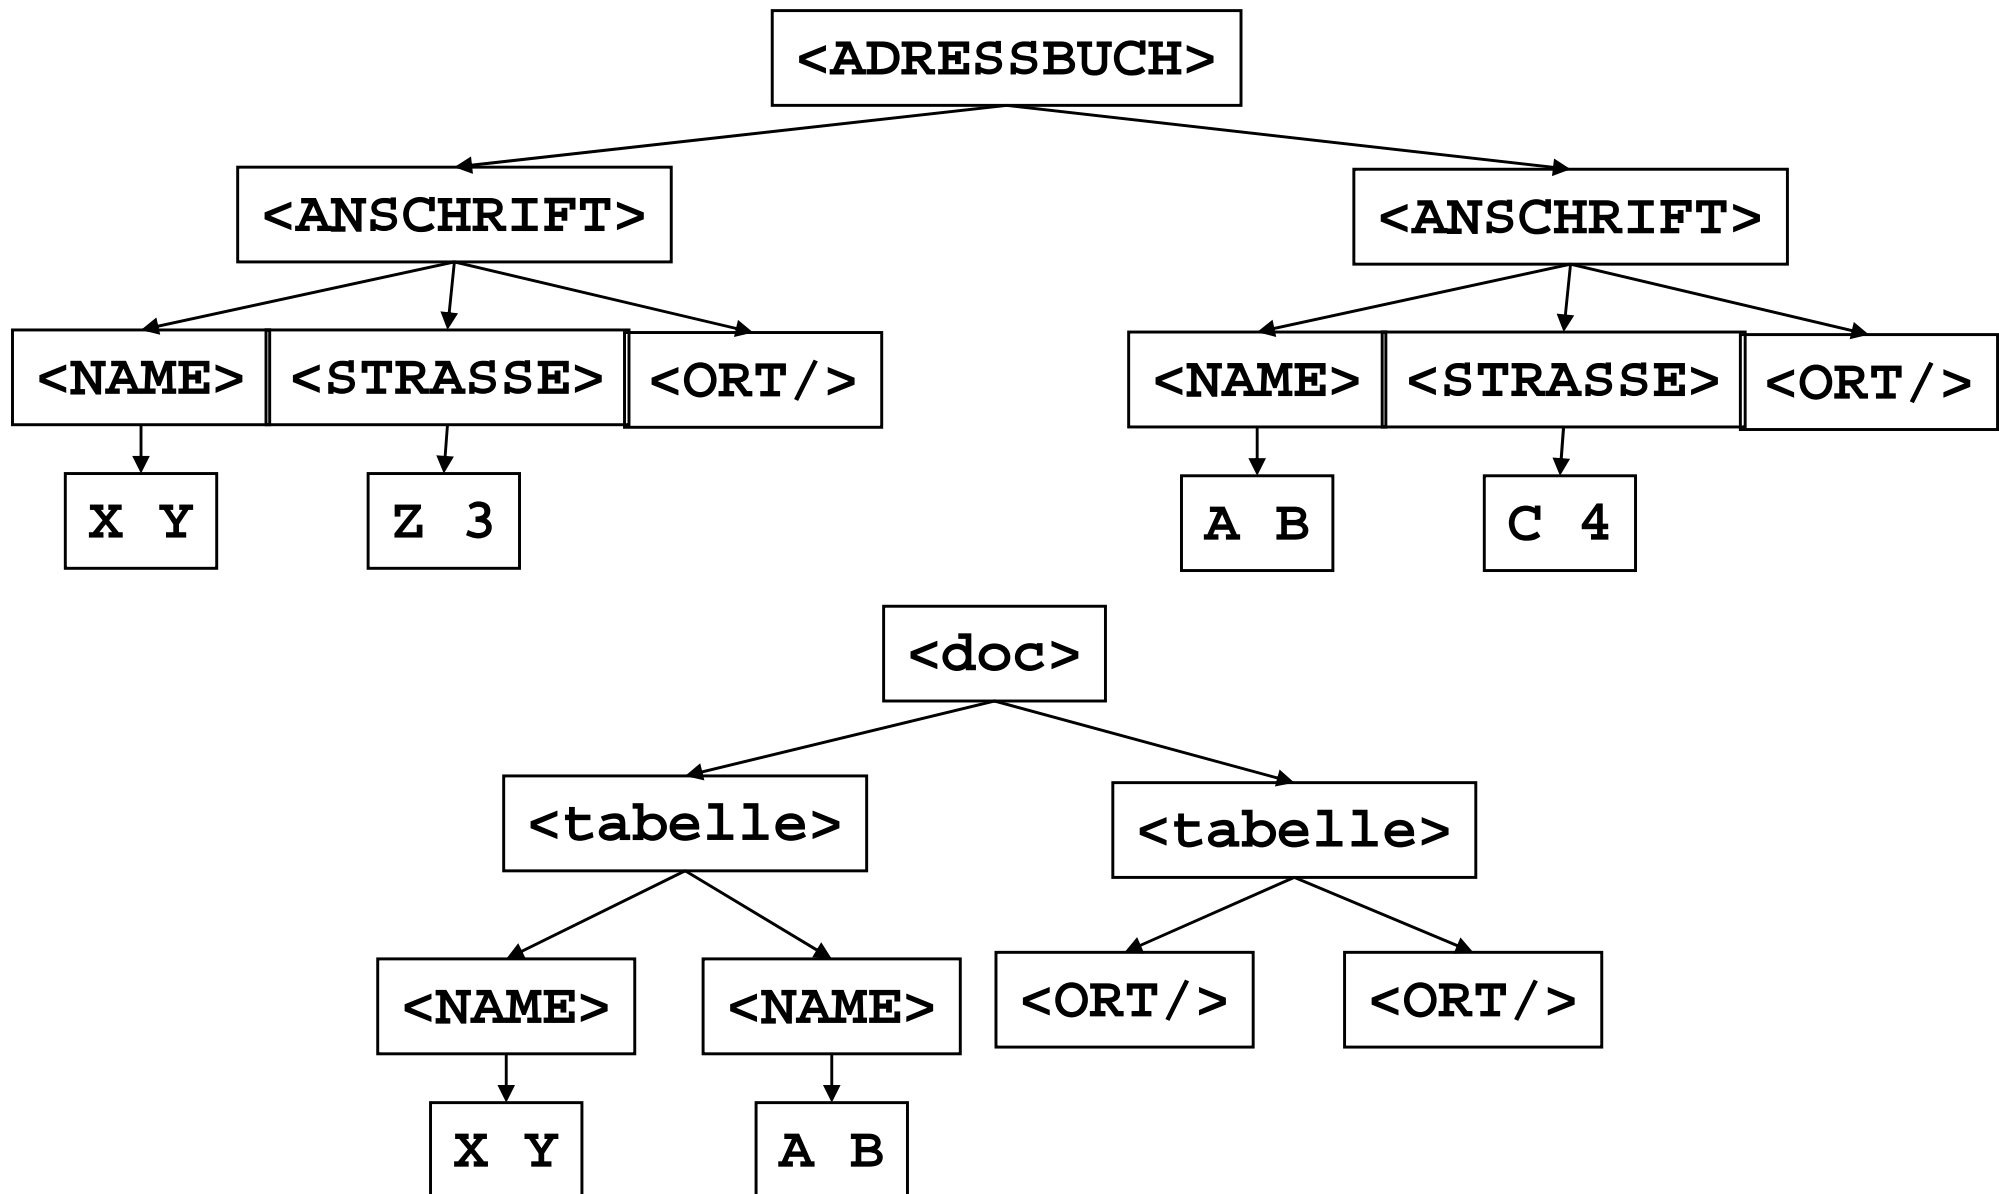 <ADRESSBUCH>
<ANSCHRIFT> <ANSCHRIFT>
<NAME> <STRASSE> <ORT/> <NAME> <STRASSE> <ORT/>
X Y Z 3 A B C 4
<doc>
<tabelle> <tabelle>
<NAME> <NAME> <ORT/> <ORT/>
X Y A B